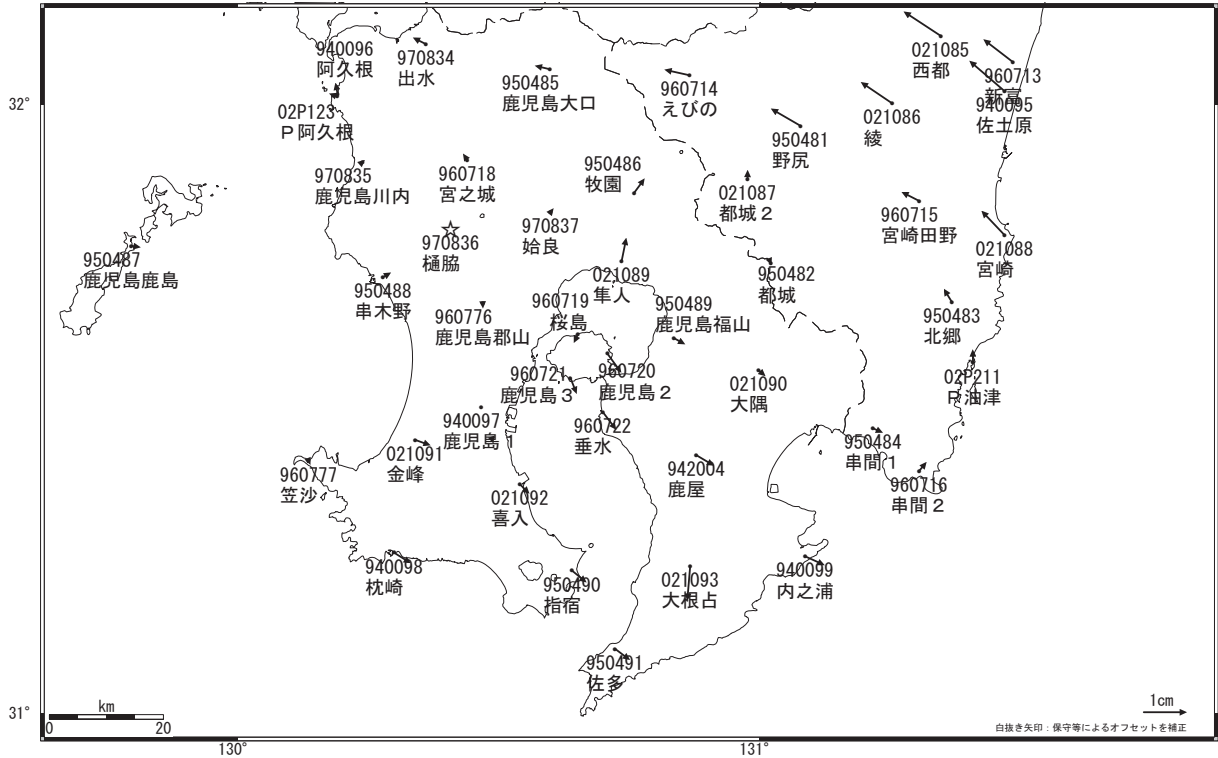 940096
阿久根
970834
出水
950485
鹿児島大口
960714
えびの
021085
西都
960713
新富
940095
佐土原
32°
02P123
P阿久根
021086
綾
950481
野尻
970835
鹿児島川内
960718
宮之城
950486
牧園
021087
都城2
960715
宮崎田野
970836
樋脇
970837
姶良
021088
宮崎
950487
鹿児島鹿島
021089
隼人
950482
都城
950488
串木野
960719
桜島
950489
鹿児島福山
950483
北郷
960776
鹿児島郡山
960721
鹿児島3
960720
鹿児島2
021090
大隅
02P211
P油津
940097
鹿児島1
960722
垂水
950484
串間1
021091
金峰
942004
鹿屋
960777
笠沙
960716
串間2
021092
喜入
940098
枕崎
950490
指宿
021093
大根占
940099
内之浦
950491
佐多
31°
km
0
20
1cm
白抜き矢印:保守等によるオフセットを補正
130°
131°